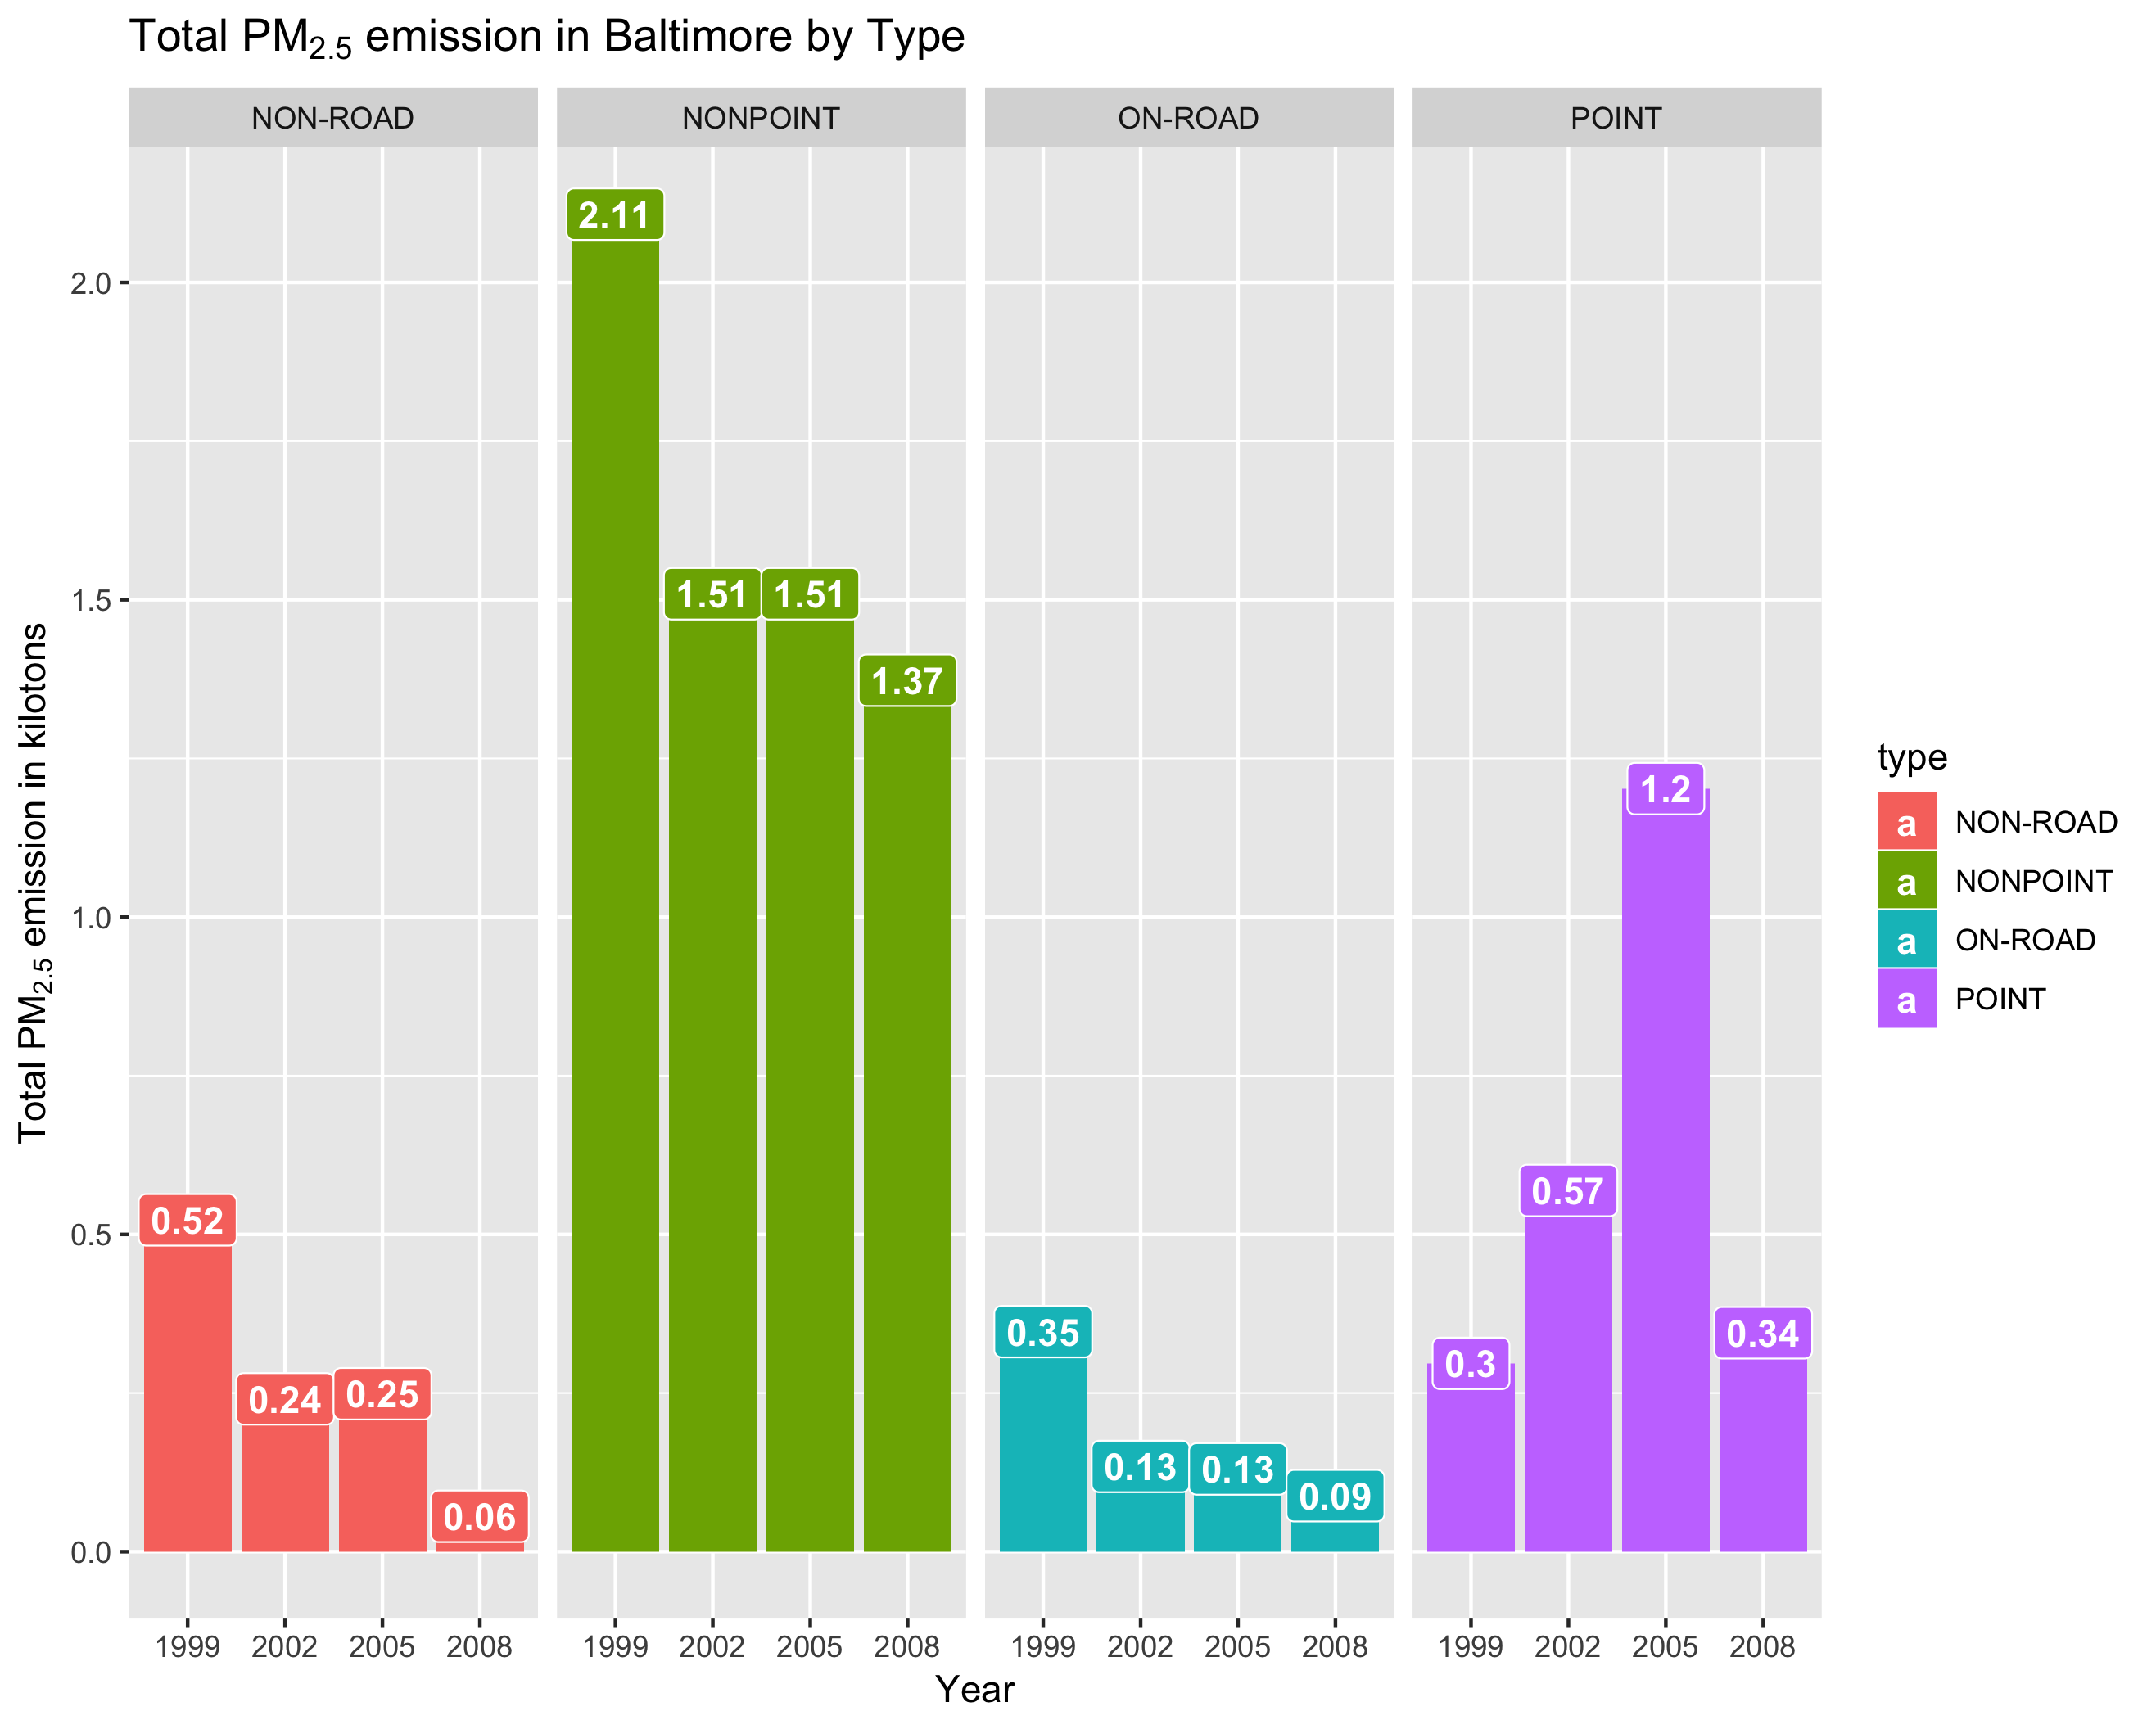 Total PM2.5 emission in Baltimore by Type
NON-ROAD NONPOINT ON-ROAD POINT
Total PM2.5 emission in kilotons
2.0
1.5
1.0
0.5
0.0
0.52 0.24 0.25 0.06
2.11 1.51 1.51 1.37
0.35 0.13 0.13 0.09
0.3 0.57 1.2 0.34
1999 2002 2005 2008 1999 2002 2005 2008 1999 2002 2005 2008 1999 2002 2005 2008
Year
type
a NON-ROAD
a NONPOINT
a ON-ROAD
a POINT